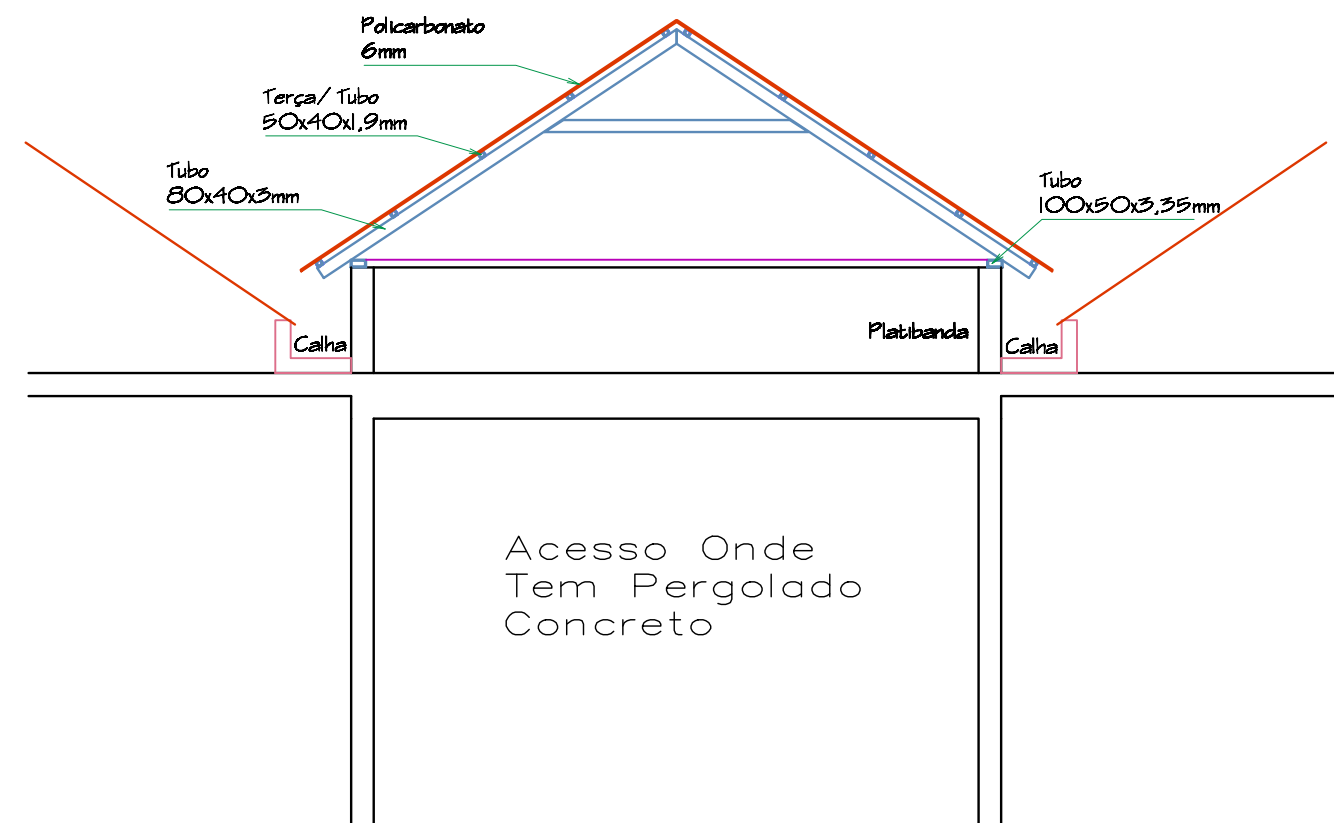 Policarbonato
6mm
Terça/ Tubo
50x40x1,9mm
Tubo
80x40x3mm
Tubo
100x50x3,35mm
Platibanda
Calha
Calha
Acesso Onde
Tem Pergolado
Concreto